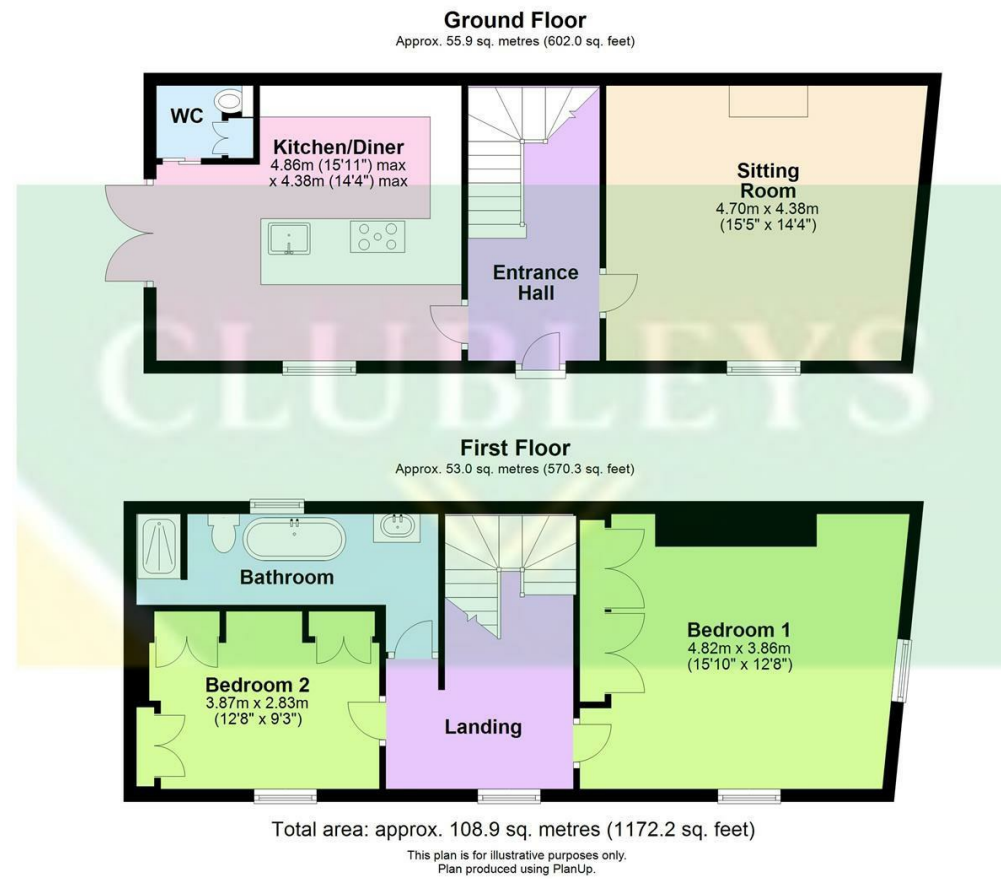 Ground Floor
Approx. 55.9 sq. metres (602.0 sq. feet)
WC
Kitchen/Diner
4.86m (15'11") max
x 4.38m (14'4") max
Sitting
Room
4.70m x 4.38m
(15'5" x 14'4")
Entrance
Hall
CLUBLEYS
First Floor
Approx. 53.0 sq. metres (570.3 sq. feet)
Bathroom
Bedroom 1
4.82m x 3.86m
(15'10" x 12'8")
Bedroom 2
3.87m x 2.83m
(12'8" x 9'3")
Landing
Total area: approx. 108.9 sq. metres (1172.2 sq. feet)
This plan is for illustrative purposes only.
Plan produced using PlanUp.